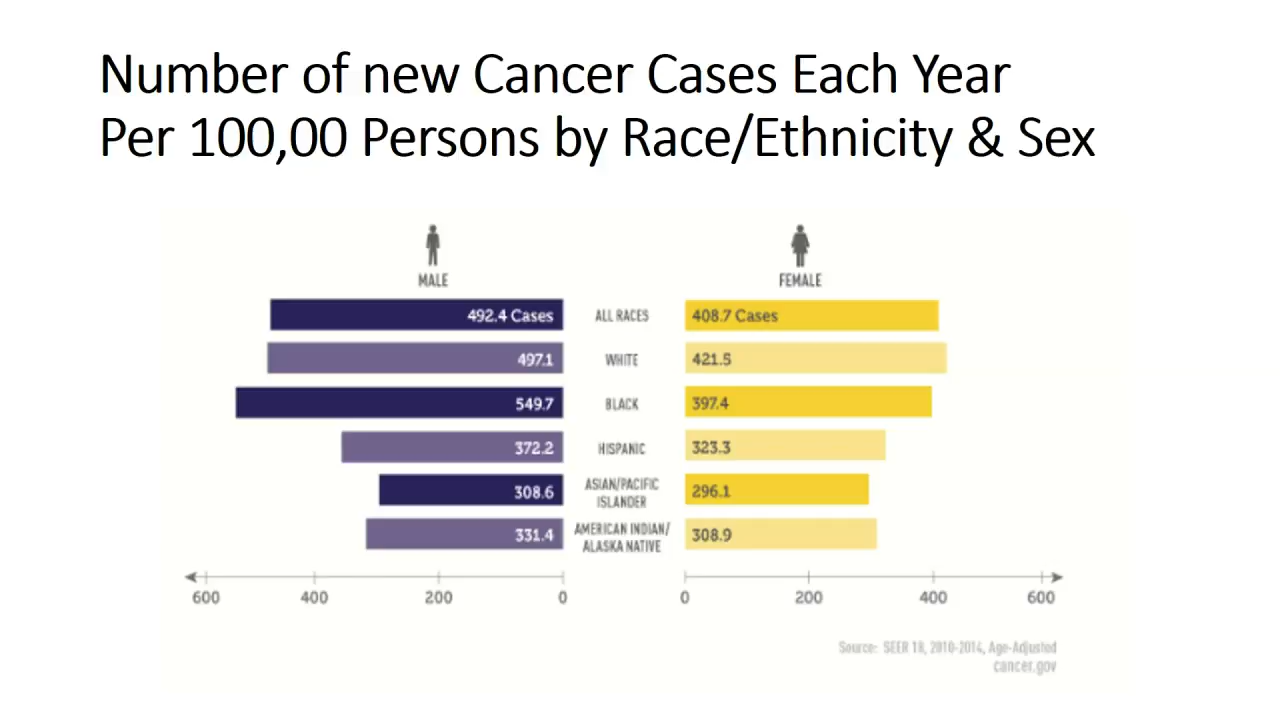 Number of new Cancer Cases Each Year
Per 100,00 Persons by Race/Ethnicity & Sex
MALE
FEMALE
492.4 Cases
ALL RACES
408.7 Cases
497.1
WHITE
421.5
549.7
BLACK
397.4
372.2
HISPANIC
323.3
308.6
ASIAN/PACIFIC
ISLANDER
296.1
331.4
AMERICAN INDIAN/
ALASKA NATIVE
308.9
600 400 200 0
0 200 400 600
Source: SEER 18, 2010-2014, Age-Adjusted
cancer.gov